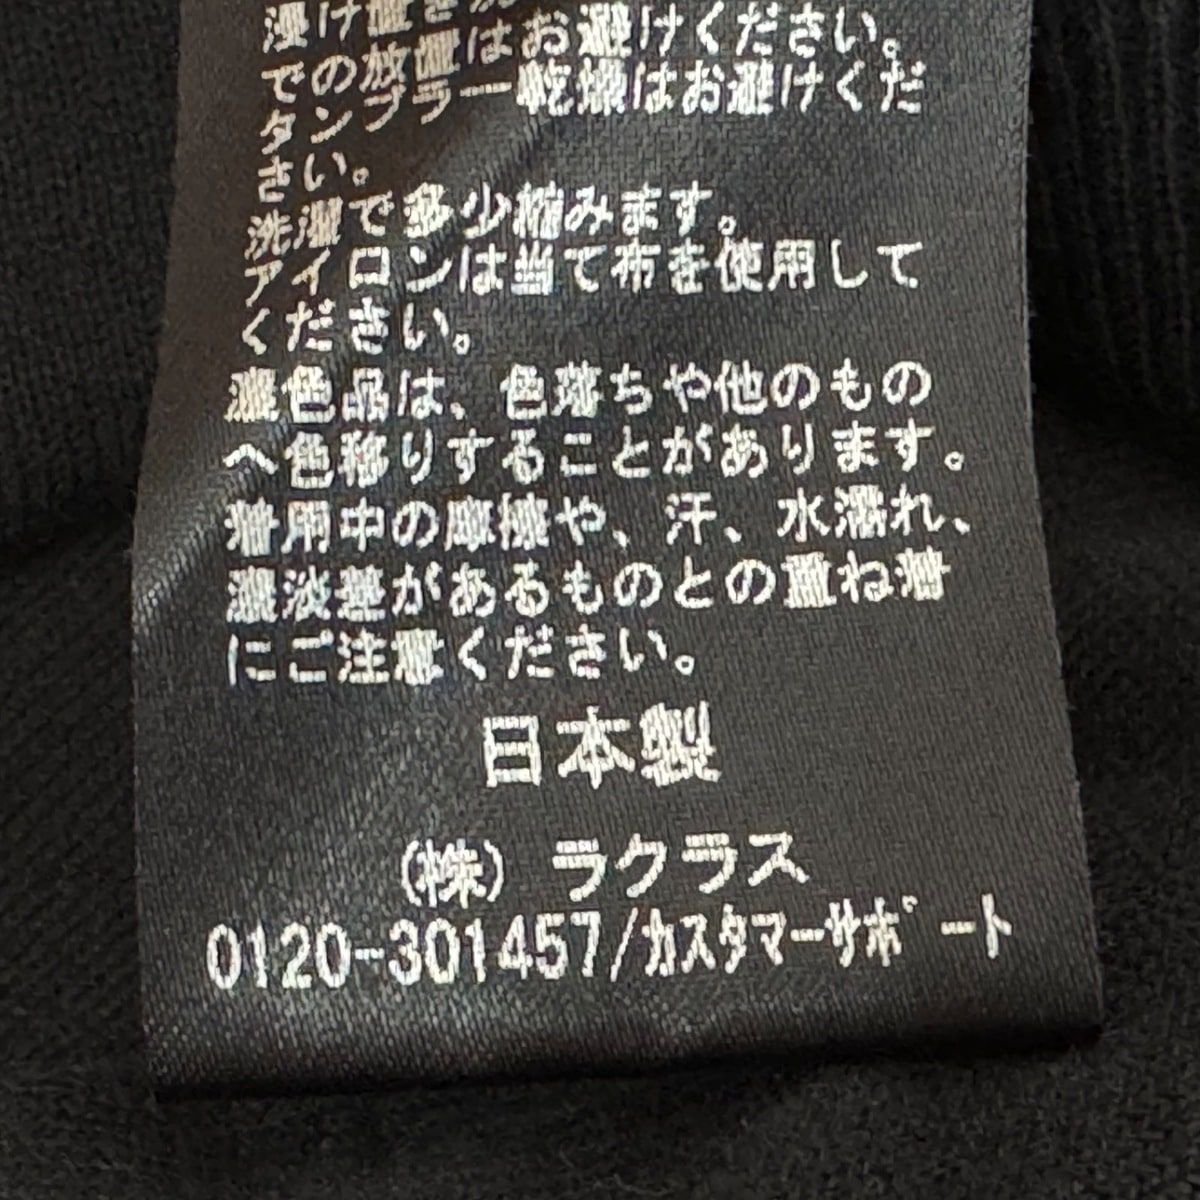 浸け置き
での放置はお避けください。
タンブラー乾燥はお避けくだ
さい。
洗濯で多少縮みます。
アイロンは当て布を使用して
ください。
濃色品は、色落ちや他のもの
へ色移りすることがあります。
着用中の摩擦や、汗、水濡れ、
濃淡差があるものとの重ね着
にご注意ください。
日本製
(株) ラクラス
0120-301457/カスタマーサポート